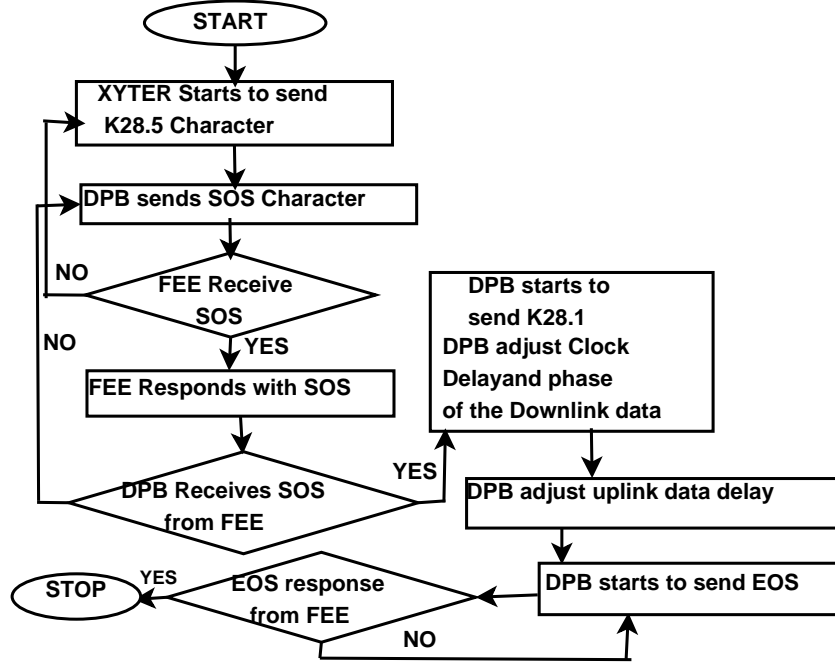 START
XYTER Starts to send
K28.5 Character
DPB sends SOS Character
NO
FEE Receive
SOS
NO
YES
FEE Responds with SOS
DPB Receives SOS
from FEE
YES
DPB starts to
send K28.1
DPB adjust Clock
Delayand phase
of the Downlink data
DPB adjust uplink data delay
DPB starts to send EOS
EOS response
from FEE
NO
YES
STOP